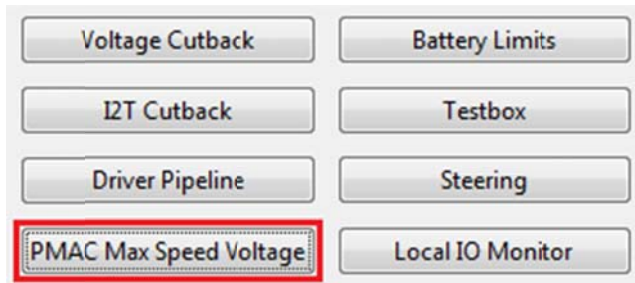 Voltage Cutback
Battery Limits
I2T Cutback
Testbox
Driver Pipeline
Steering
PMAC Max Speed Voltage
Local IO Monitor